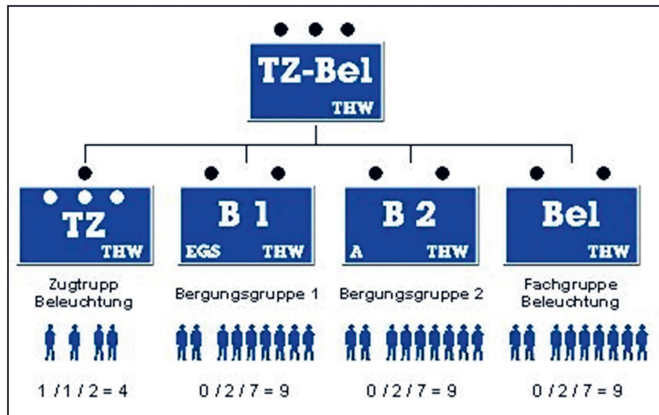 TZ-Bel
THW
TZ
THW
B 1
EGS THW
B 2
A THW
Bel
THW
Zugtrupp
Beleuchtung
Bergungsgruppe 1
Bergungsgruppe 2
Fachgruppe
Beleuchtung
1 / 1 / 2 = 4
0 / 2 / 7 = 9
0 / 2 / 7 = 9
0 / 2 / 7 = 9